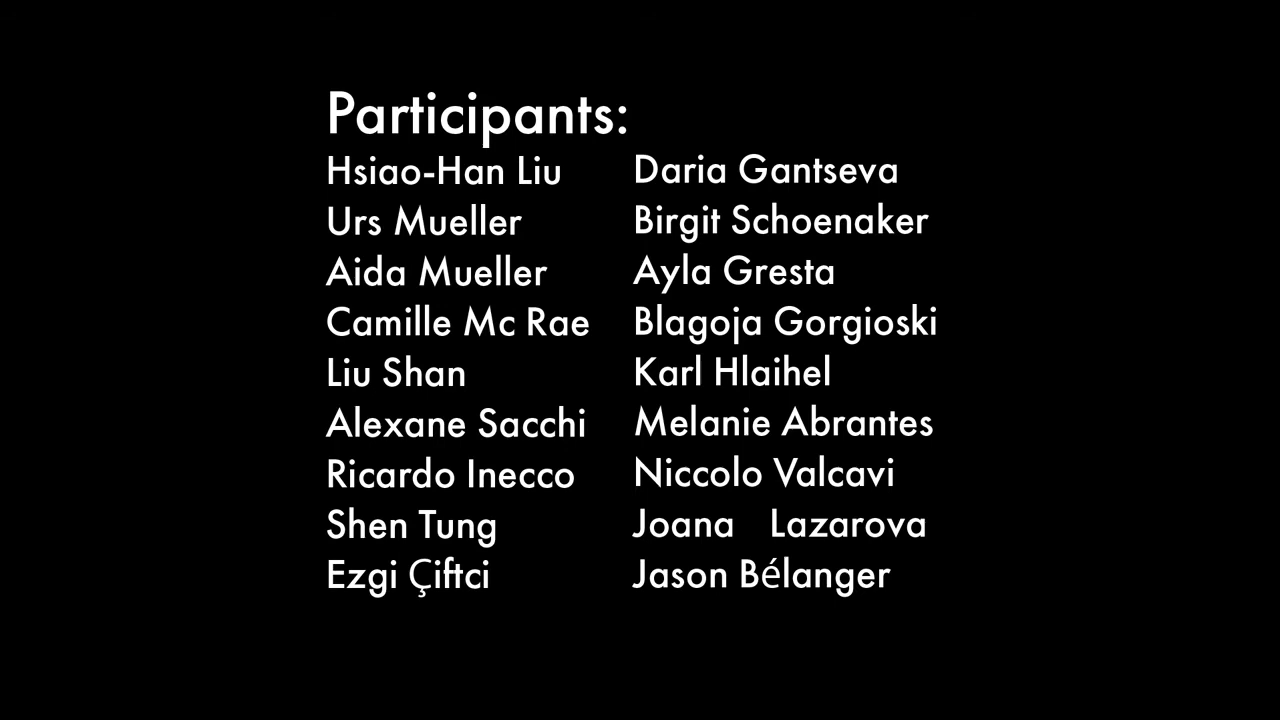 Participants:
Hsiao-Han Liu
Urs Mueller
Aida Mueller
Camille Mc Rae
Liu Shan
Alexane Sacchi
Ricardo Inecco
Shen Tung
Ezgi Çiftci
Daria Gantseva
Birgit Schoenaker
Ayla Gresta
Blagoja Gorgioski
Karl Hlaihel
Melanie Abrantes
Niccolo Valcavi
Joana Lazarova
Jason Bélanger